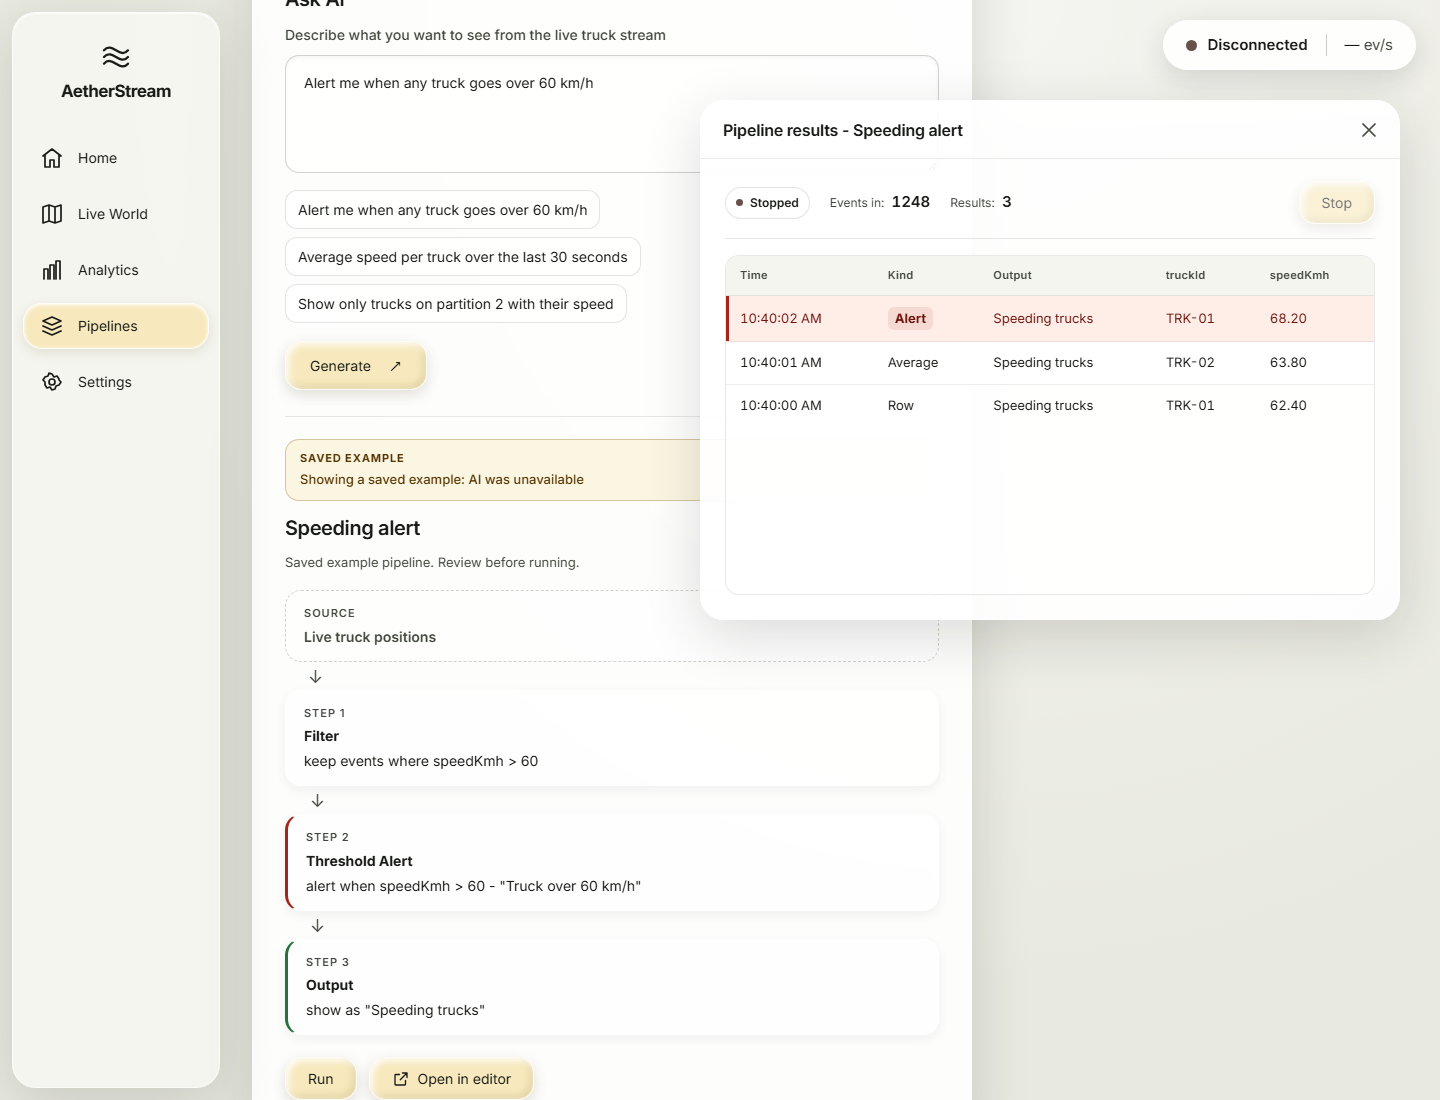 AetherStream
Home
Live World
Analytics
Pipelines
Settings
Ask AI
Describe what you want to see from the live truck stream
Alert me when any truck goes over 60 km/h
Alert me when any truck goes over 60 km/h
Average speed per truck over the last 30 seconds
Show only trucks on partition 2 with their speed
Generate ↗
SAVED EXAMPLE
Showing a saved example: AI was unavailable
Speeding alert
Saved example pipeline. Review before running.
SOURCE
Live truck positions
↓
STEP 1
Filter
keep events where speedKmh > 60
↓
STEP 2
Threshold Alert
alert when speedKmh > 60 - "Truck over 60 km/h"
↓
STEP 3
Output
show as "Speeding trucks"
Run
Open in editor
Disconnected
— ev/s
Pipeline results - Speeding alert
Stopped Events in: 1248 Results: 3 Stop
Time Kind Output truckId speedKmh
10:40:02 AM Alert Speeding trucks TRK-01 68.20
10:40:01 AM Average Speeding trucks TRK-02 63.80
10:40:00 AM Row Speeding trucks TRK-01 62.40